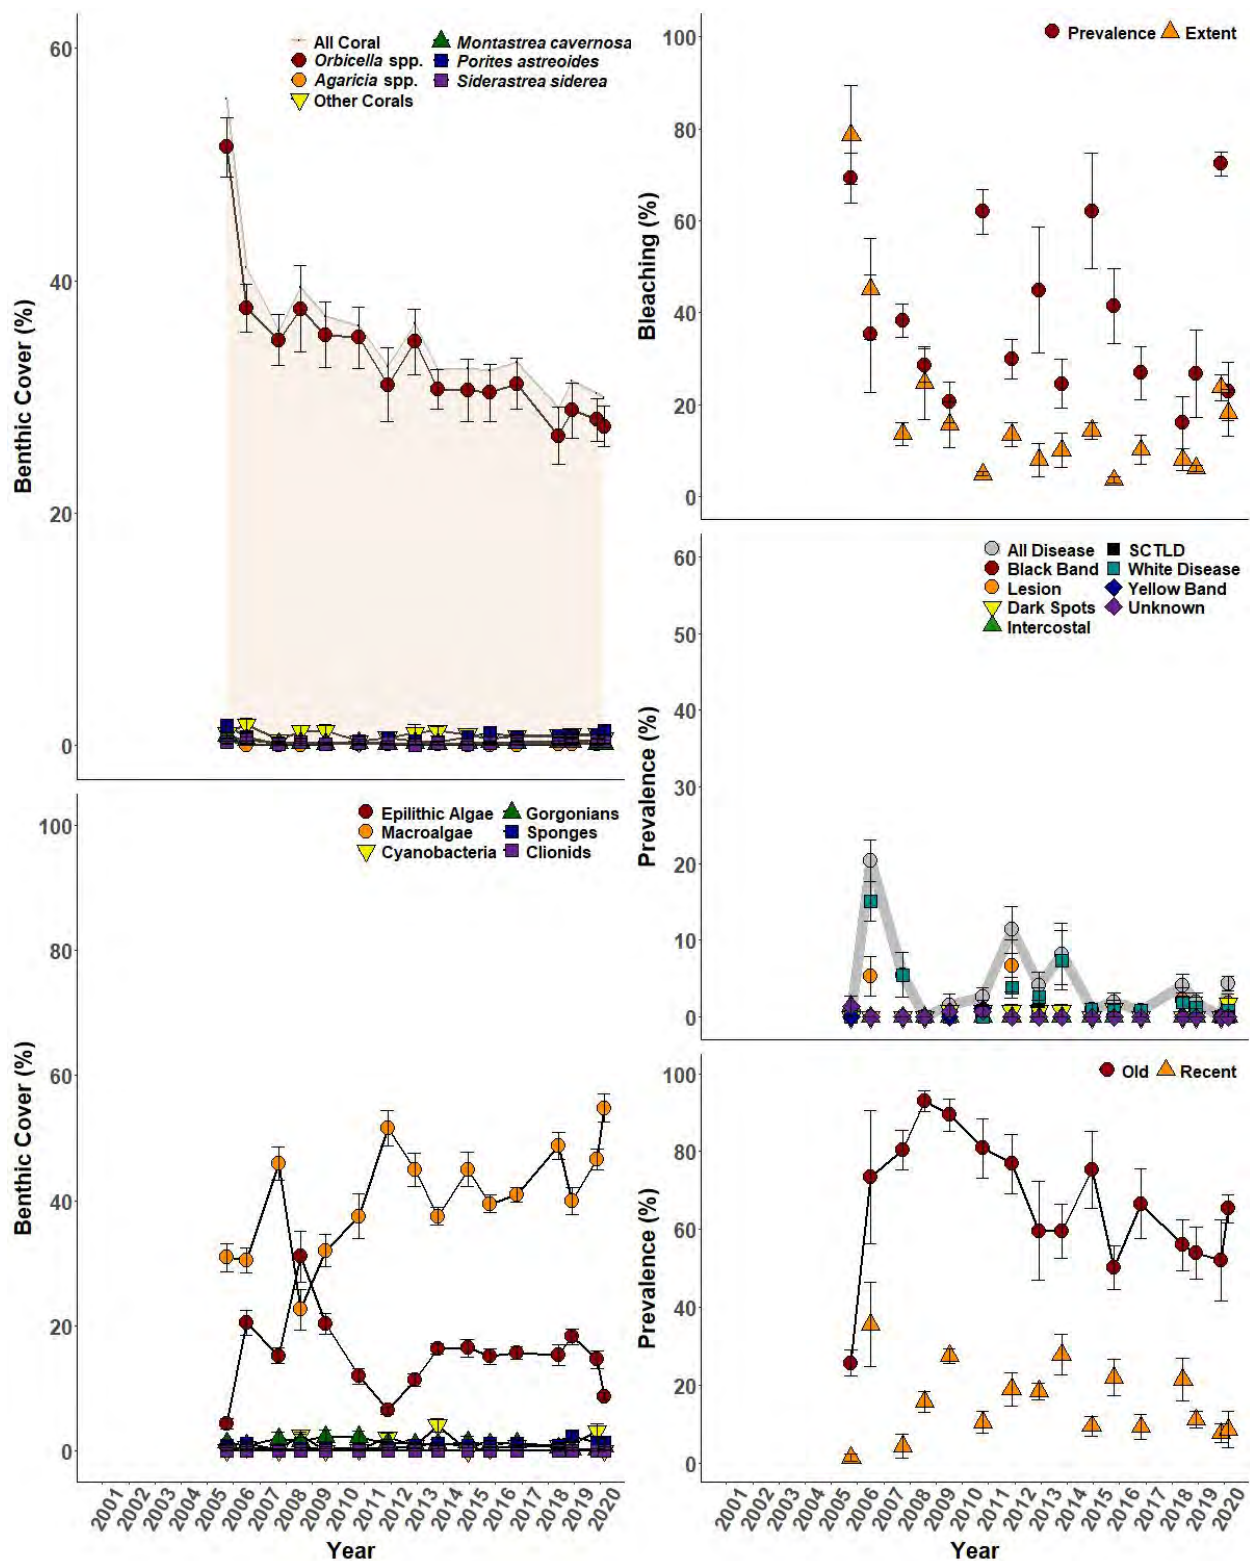 All Coral
Orbicella spp.
Agaricia spp.
Other Corals
Montastrea cavernosa
Porites astreoides
Siderastrea siderea
Benthic Cover (%)
60
40
20
0
Prevalence
Extent
Bleaching (%)
100
80
60
40
20
0
All Disease
Black Band
Lesion
Dark Spots
Intercostal
SCTLD
White Disease
Yellow Band
Unknown
Prevalence (%)
60
50
40
30
20
10
0
Epilithic Algae
Macroalgae
Cyanobacteria
Gorgonians
Sponges
Clionids
Benthic Cover (%)
100
80
60
40
20
0
2001 2002 2003 2004 2005 2006 2007 2008 2009 2010 2011 2012 2013 2014 2015 2016 2017 2018 2019 2020
Year
Old
Recent
Prevalence (%)
100
80
60
40
20
0
2001 2002 2003 2004 2005 2006 2007 2008 2009 2010 2011 2012 2013 2014 2015 2016 2017 2018 2019 2020
Year